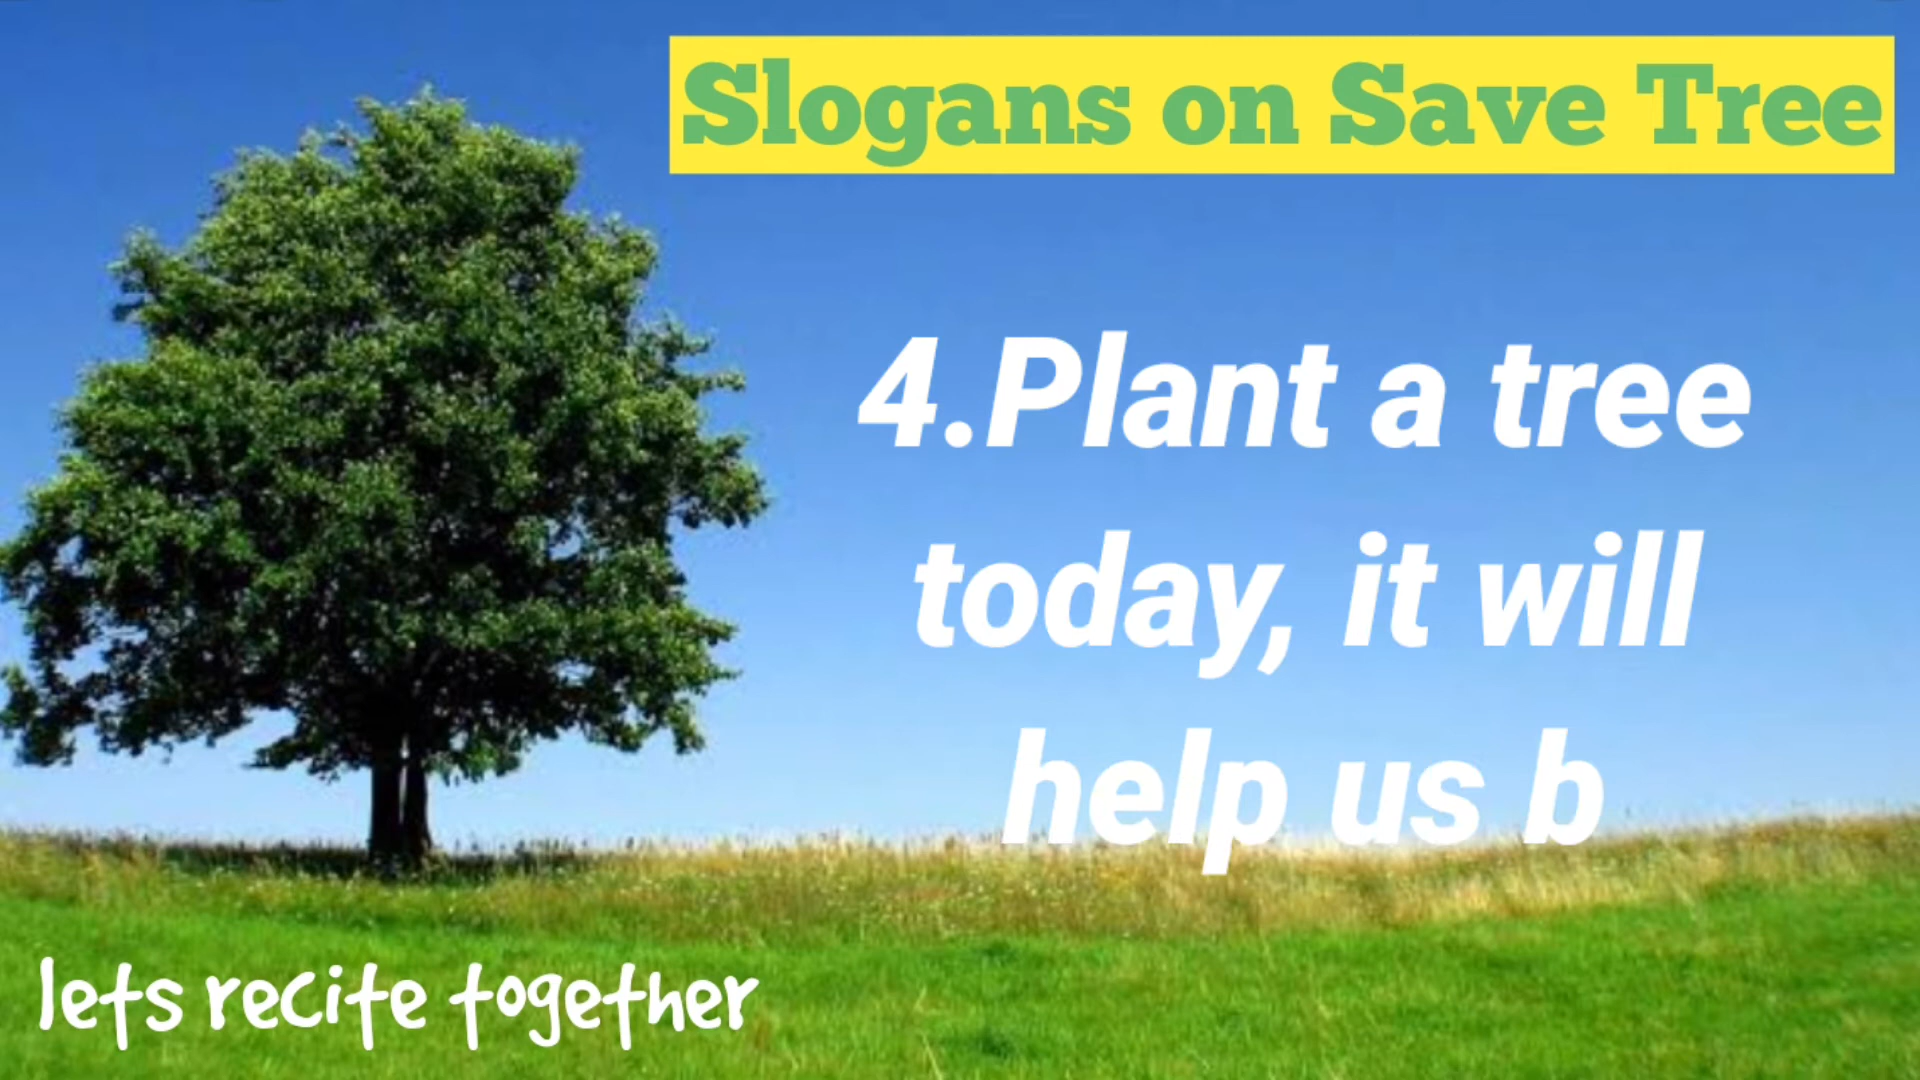 Slogans on Save Tree
4.Plant a tree
today, it will
help us b
lets recite together